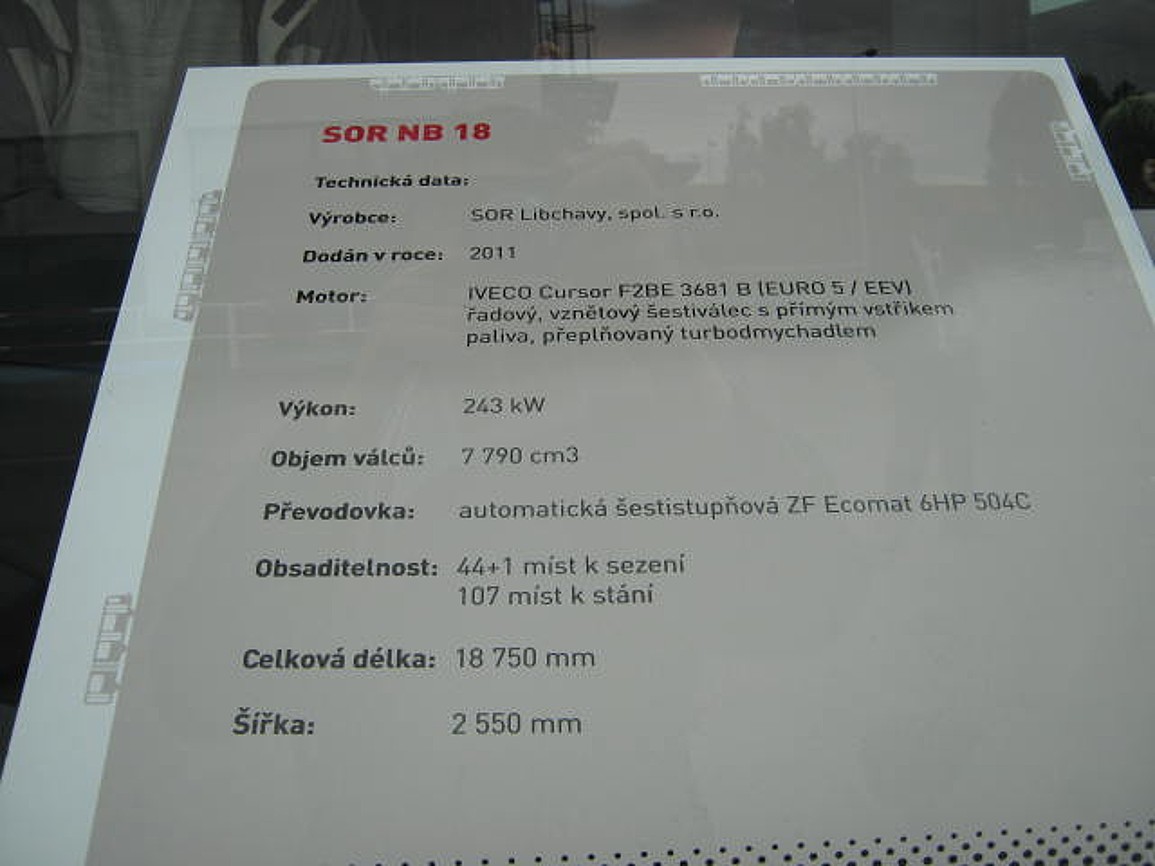 SOR NB 18
Technická data:
Výrobce: SOR Libchavy, spol. s r.o.
Dodán v roce: 2011
Motor: IVECO Cursor F2BE 3681 B (EURO 5 / EEV)
řadový, vznětový šestiválec s přímým vstřikem
paliva, přeplňovaný turbodmychadlem
Výkon: 243 kW
Objem válců: 7 790 cm3
Převodovka: automatická šestistupňová ZF Ecomat 6HP 504C
Obsaditelnost: 44+1 míst k sezení
107 míst k stání
Celková délka: 18 750 mm
Šířka: 2 550 mm